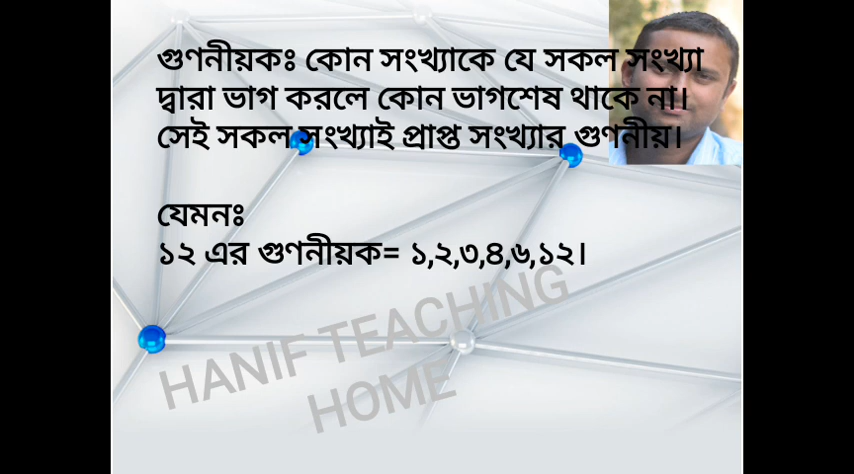 গুণনীয়কঃ কোন সংখ্যাকে যে সকল সংখ্যা
দ্বারা ভাগ করলে কোন ভাগশেষ থাকে না।
সেই সকল সংখ্যাই প্রাপ্ত সংখ্যার গুণনীয়।
যেমনঃ
১২ এর গুণনীয়ক= ১,২,৩,৪,৬,১২।
HANIF TEACHING
HOME